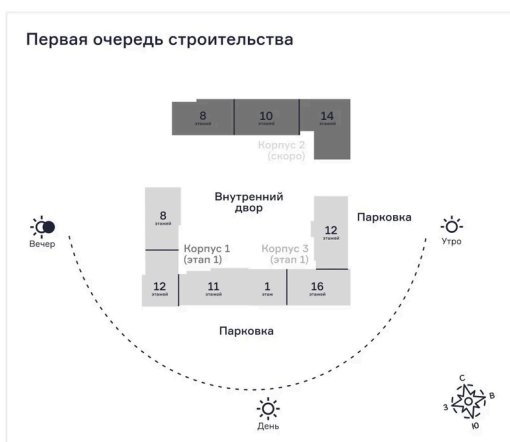 Первая очередь строительства
8
этажей
10
этажей
14
этажей
Корпус 2
(скоро)
Внутренний
двор
8
этажей
12
этажей
Парковка
Вечер
Утро
Корпус 1
(этап 1)
Корпус 3
(этап 1)
12
этажей
11
этажей
1
этаж
16
этажей
Парковка
День
С
В
З
Ю